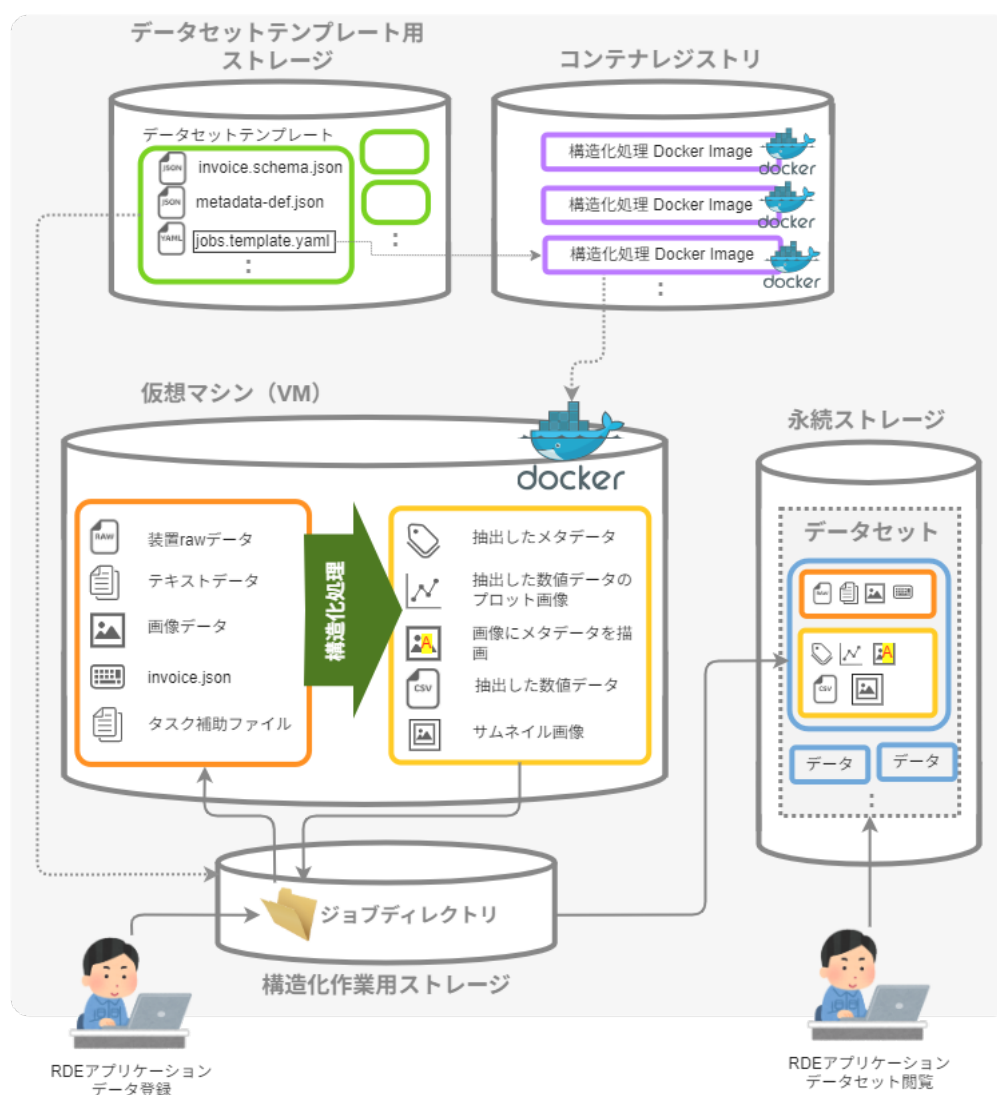 データセットテンプレート用
ストレージ
コンテナレジストリ
データセットテンプレート
JSON
invoice.schema.json
JSON
metadata-def.json
YAML
jobs.template.yaml
構造化処理 Docker Image
docker
構造化処理 Docker Image
docker
構造化処理 Docker Image
docker
仮想マシン（VM）
docker
RAW
装置rawデータ
テキストデータ
画像データ
invoice.json
タスク補助ファイル
構造化処理
抽出したメタデータ
抽出した数値データの
プロット画像
A
画像にメタデータを描
画
CSV
抽出した数値データ
サムネイル画像
永続ストレージ
データセット
RAW
A
CSV
データ
データ
ジョブディレクトリ
構造化作業用ストレージ
RDEアプリケーション
データ登録
RDEアプリケーション
データセット閲覧